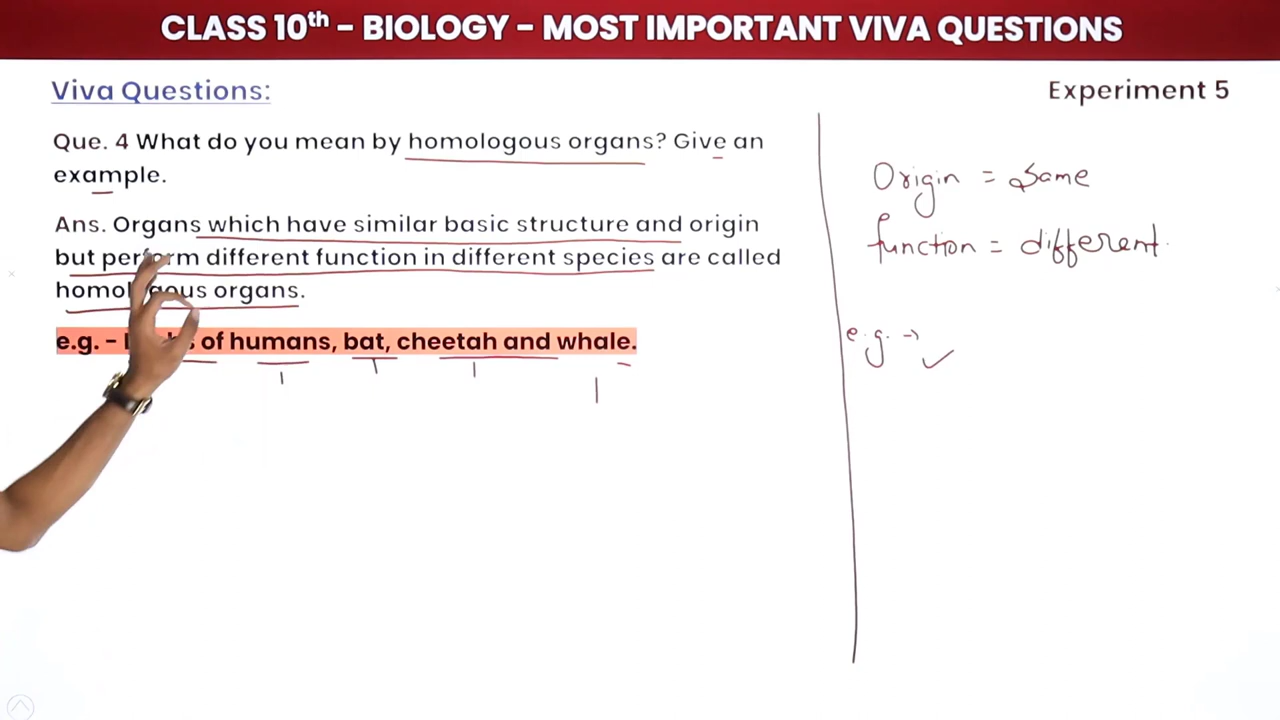 CLASS 10th - BIOLOGY - MOST IMPORTANT VIVA QUESTIONS
Viva Questions:
Experiment 5
Que. 4 What do you mean by homologous organs? Give an
example.
Ans. Organs which have similar basic structure and origin
but perform different function in different species are called
homologous organs.
e.g. - of humans, bat, cheetah and whale.
Origin = Same
function = different.
e.g. →